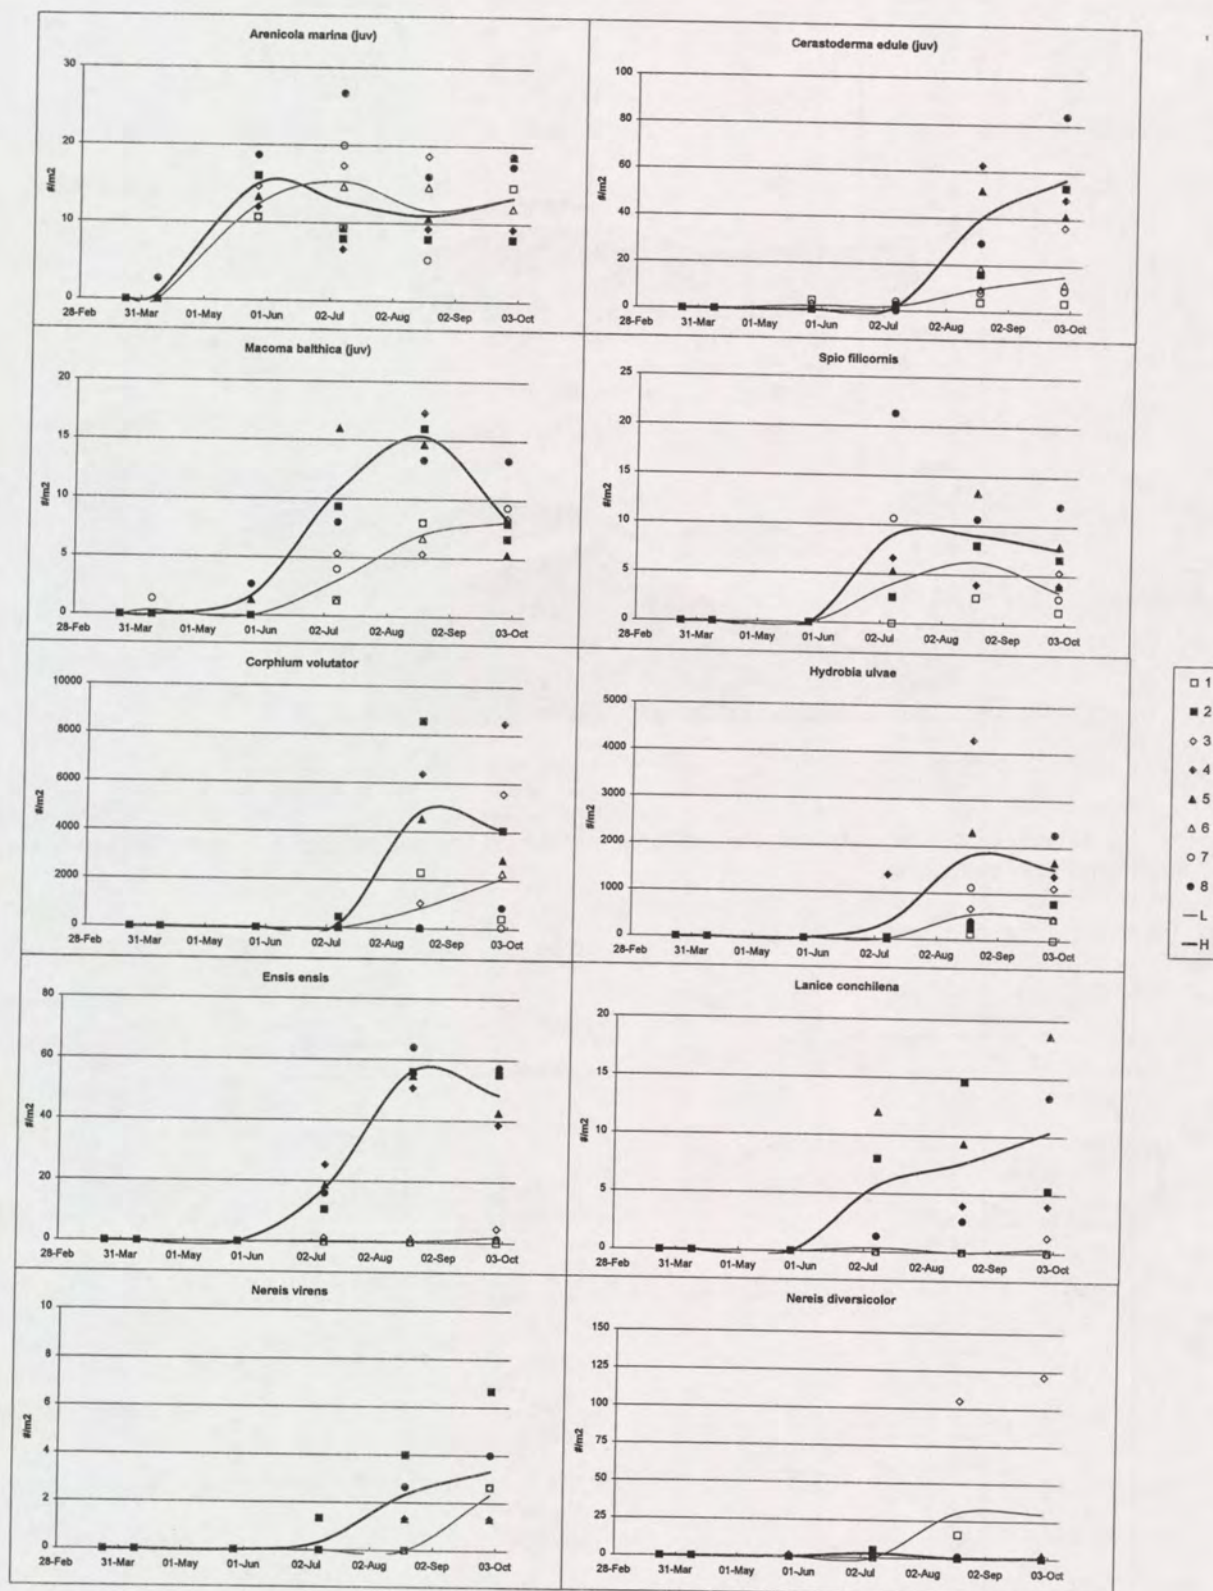 Arenicola marina (juv)
30
20
10
0
#/m2
28-Feb 31-Mar 01-May 01-Jun 02-Jul 02-Aug 02-Sep 03-Oct
Cerastoderma edule (juv)
100
80
60
40
20
0
#/m2
28-Feb 31-Mar 01-May 01-Jun 02-Jul 02-Aug 02-Sep 03-Oct
Macoma balthica (juv)
20
15
10
5
0
#/m2
28-Feb 31-Mar 01-May 01-Jun 02-Jul 02-Aug 02-Sep 03-Oct
Spio filicornis
25
20
15
10
5
0
#/m2
28-Feb 31-Mar 01-May 01-Jun 02-Jul 02-Aug 02-Sep 03-Oct
Corphium volutator
10000
8000
6000
4000
2000
0
#/m2
28-Feb 31-Mar 01-May 01-Jun 02-Jul 02-Aug 02-Sep 03-Oct
Hydrobia ulvae
5000
4000
3000
2000
1000
0
#/m2
28-Feb 31-Mar 01-May 01-Jun 02-Jul 02-Aug 02-Sep 03-Oct
1
2
3
4
5
6
7
8
L
H
Ensis ensis
80
60
40
20
0
#/m2
28-Feb 31-Mar 01-May 01-Jun 02-Jul 02-Aug 02-Sep 03-Oct
Lanice conchilena
20
15
10
5
0
#/m2
28-Feb 31-Mar 01-May 01-Jun 02-Jul 02-Aug 02-Sep 03-Oct
Nereis virens
10
8
6
4
2
0
#/m2
28-Feb 31-Mar 01-May 01-Jun 02-Jul 02-Aug 02-Sep 03-Oct
Nereis diversicolor
150
125
100
75
50
25
0
#/m2
28-Feb 31-Mar 01-May 01-Jun 02-Jul 02-Aug 02-Sep 03-Oct